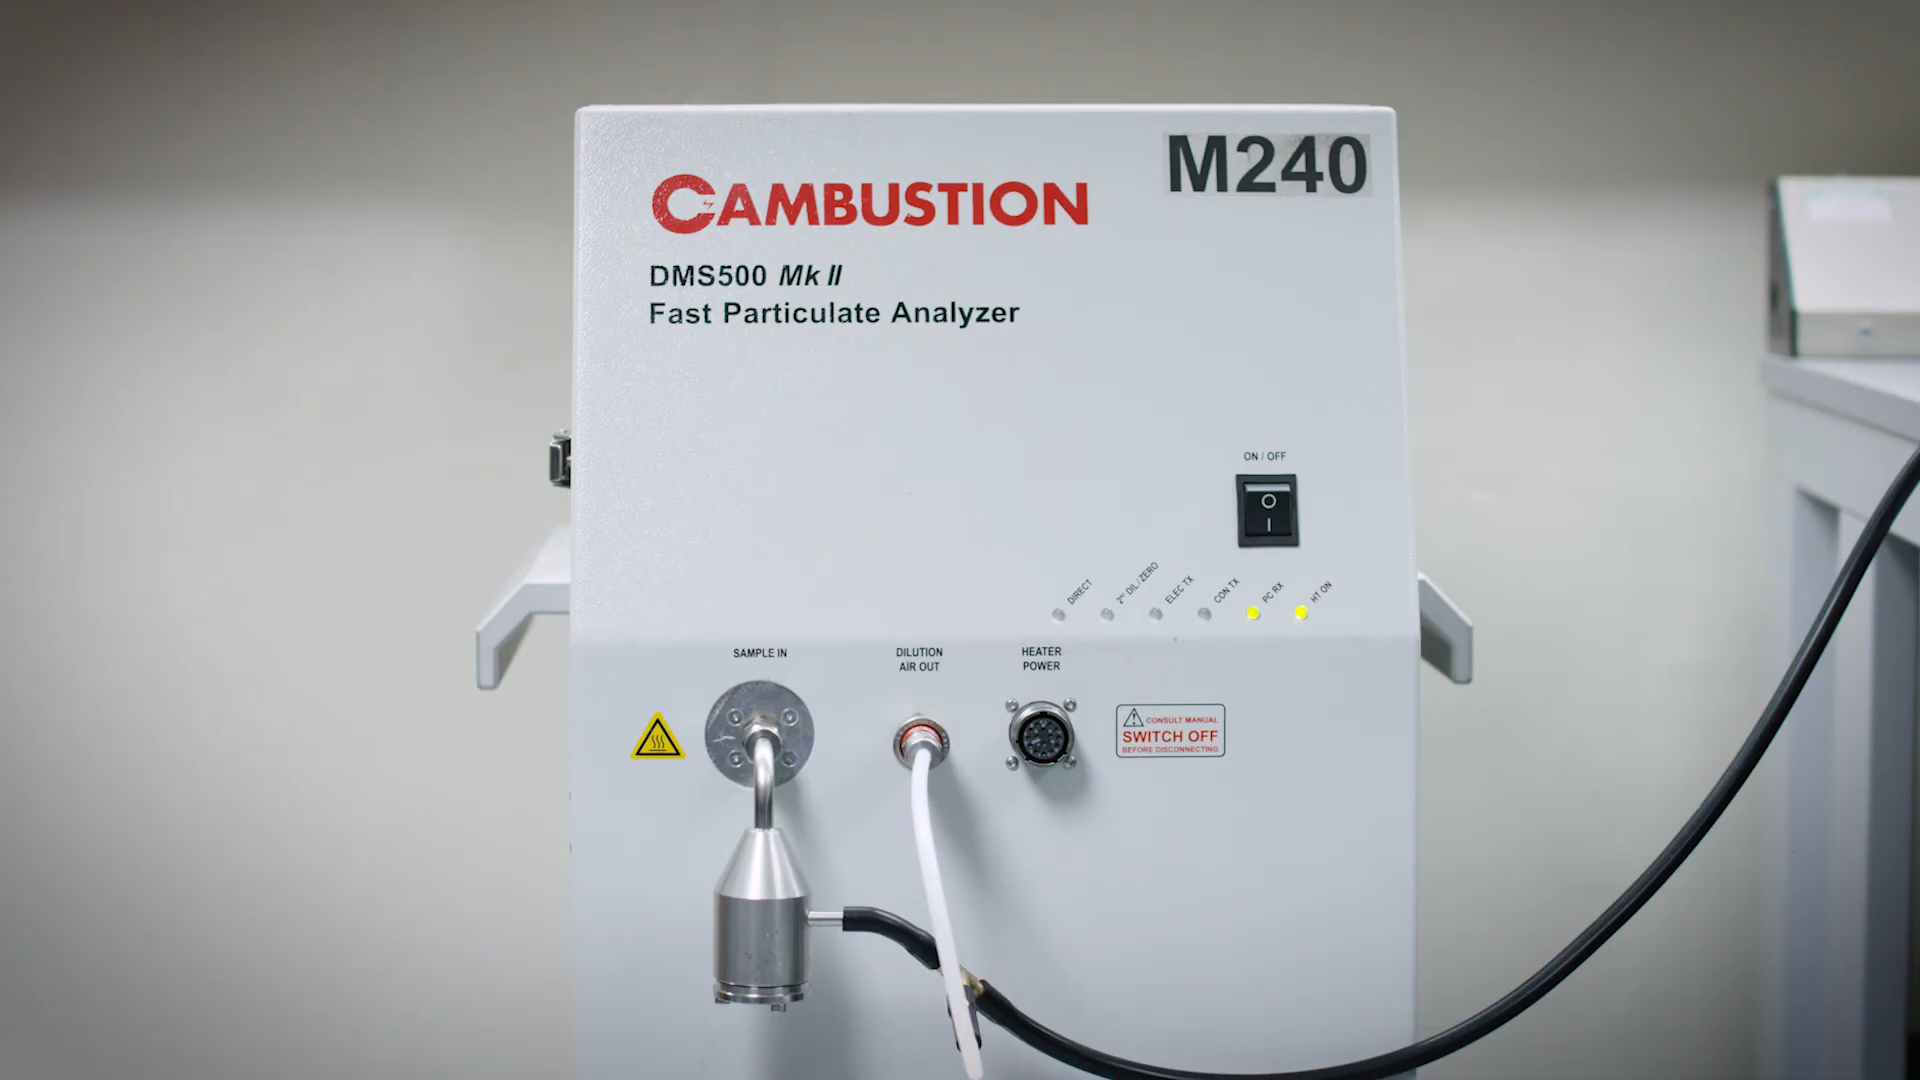 M240
CAMBUSTION
DMS500 Mk II
Fast Particulate Analyzer
ON / OFF
O
I
DIRECT
2ND DIL / ZERO
ELEC TX
CON TX
PC RX
HT ON
SAMPLE IN
DILUTION
AIR OUT
HEATER
POWER
CONSULT MANUAL
SWITCH OFF
BEFORE DISCONNECTING